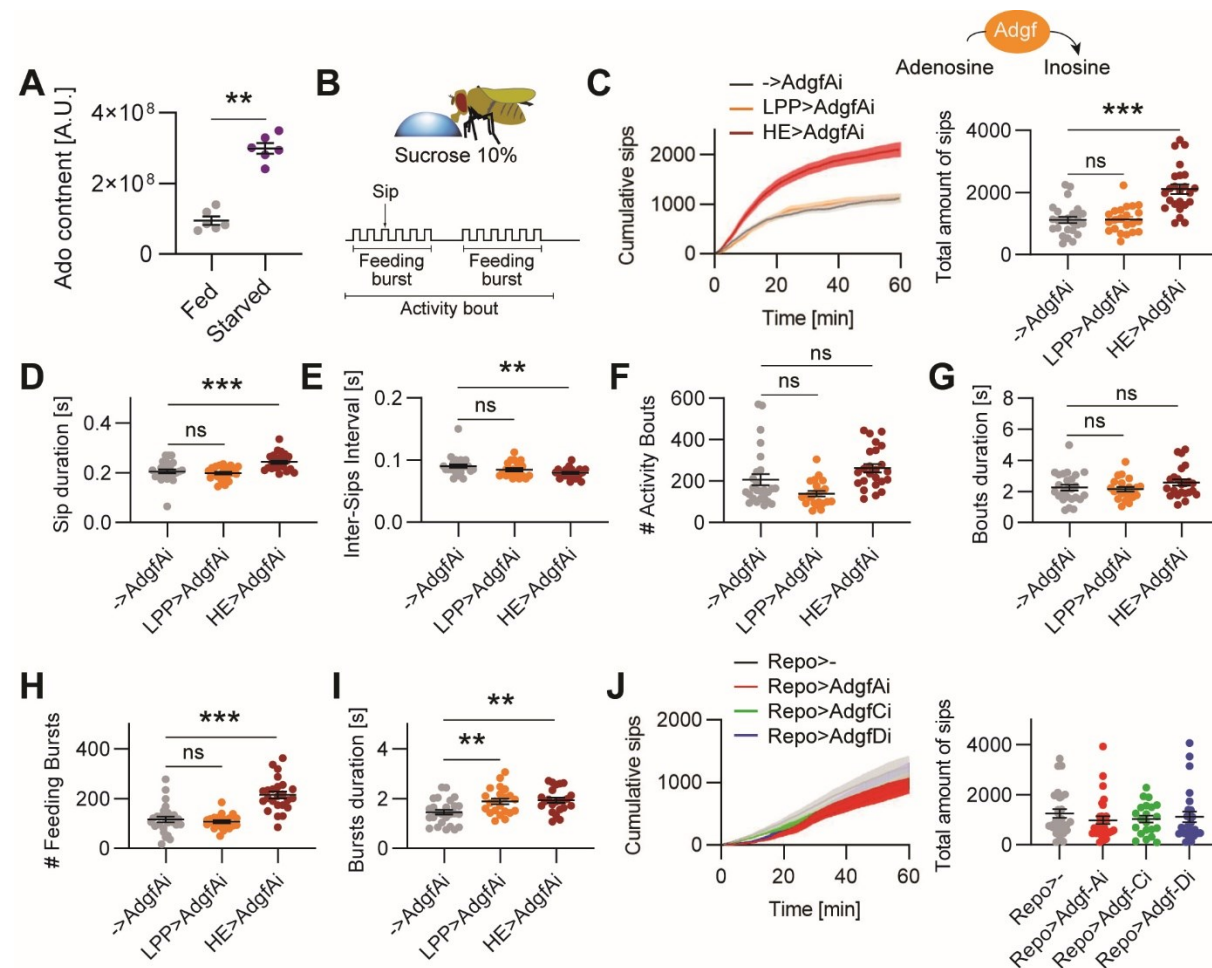 A
Ado contnent [A.U.]
4×10⁸
2×10⁸
0
**
Fed
Starved
B
Sucrose 10%
Sip
Feeding
burst
Feeding
burst
Activity bout
C
->AdgfAi
LPP>AdgfAi
HE>AdgfAi
Cumulative sips
2000
1000
0
0 20 40 60
Time [min]
Adgf
Adenosine
Inosine
Total amount of sips
4000
2000
0
***
ns
->AdgfAi
LPP>AdgfAi
HE>AdgfAi
D
Sip duration [s]
0.4
0.2
0.0
***
ns
->AdgfAi
LPP>AdgfAi
HE>AdgfAi
E
Inter-Sips Interval [s]
0.2
0.1
0.0
**
ns
->AdgfAi
LPP>AdgfAi
HE>AdgfAi
F
# Activity Bouts
600
400
200
0
ns
ns
->AdgfAi
LPP>AdgfAi
HE>AdgfAi
G
Bouts duration [s]
8
6
4
2
0
ns
ns
->AdgfAi
LPP>AdgfAi
HE>AdgfAi
H
# Feeding Bursts
400
200
0
***
ns
->AdgfAi
LPP>AdgfAi
HE>AdgfAi
I
Bursts duration [s]
4
2
0
**
**
->AdgfAi
LPP>AdgfAi
HE>AdgfAi
J
Repo>-
Repo>AdgfAi
Repo>AdgfCi
Repo>AdgfDi
Cumulative sips
2000
1000
0
0 20 40 60
Time [min]
Total amount of sips
4000
2000
0
Repo>-
Repo>Adgf-Ai
Repo>Adgf-Ci
Repo>Adgf-Di